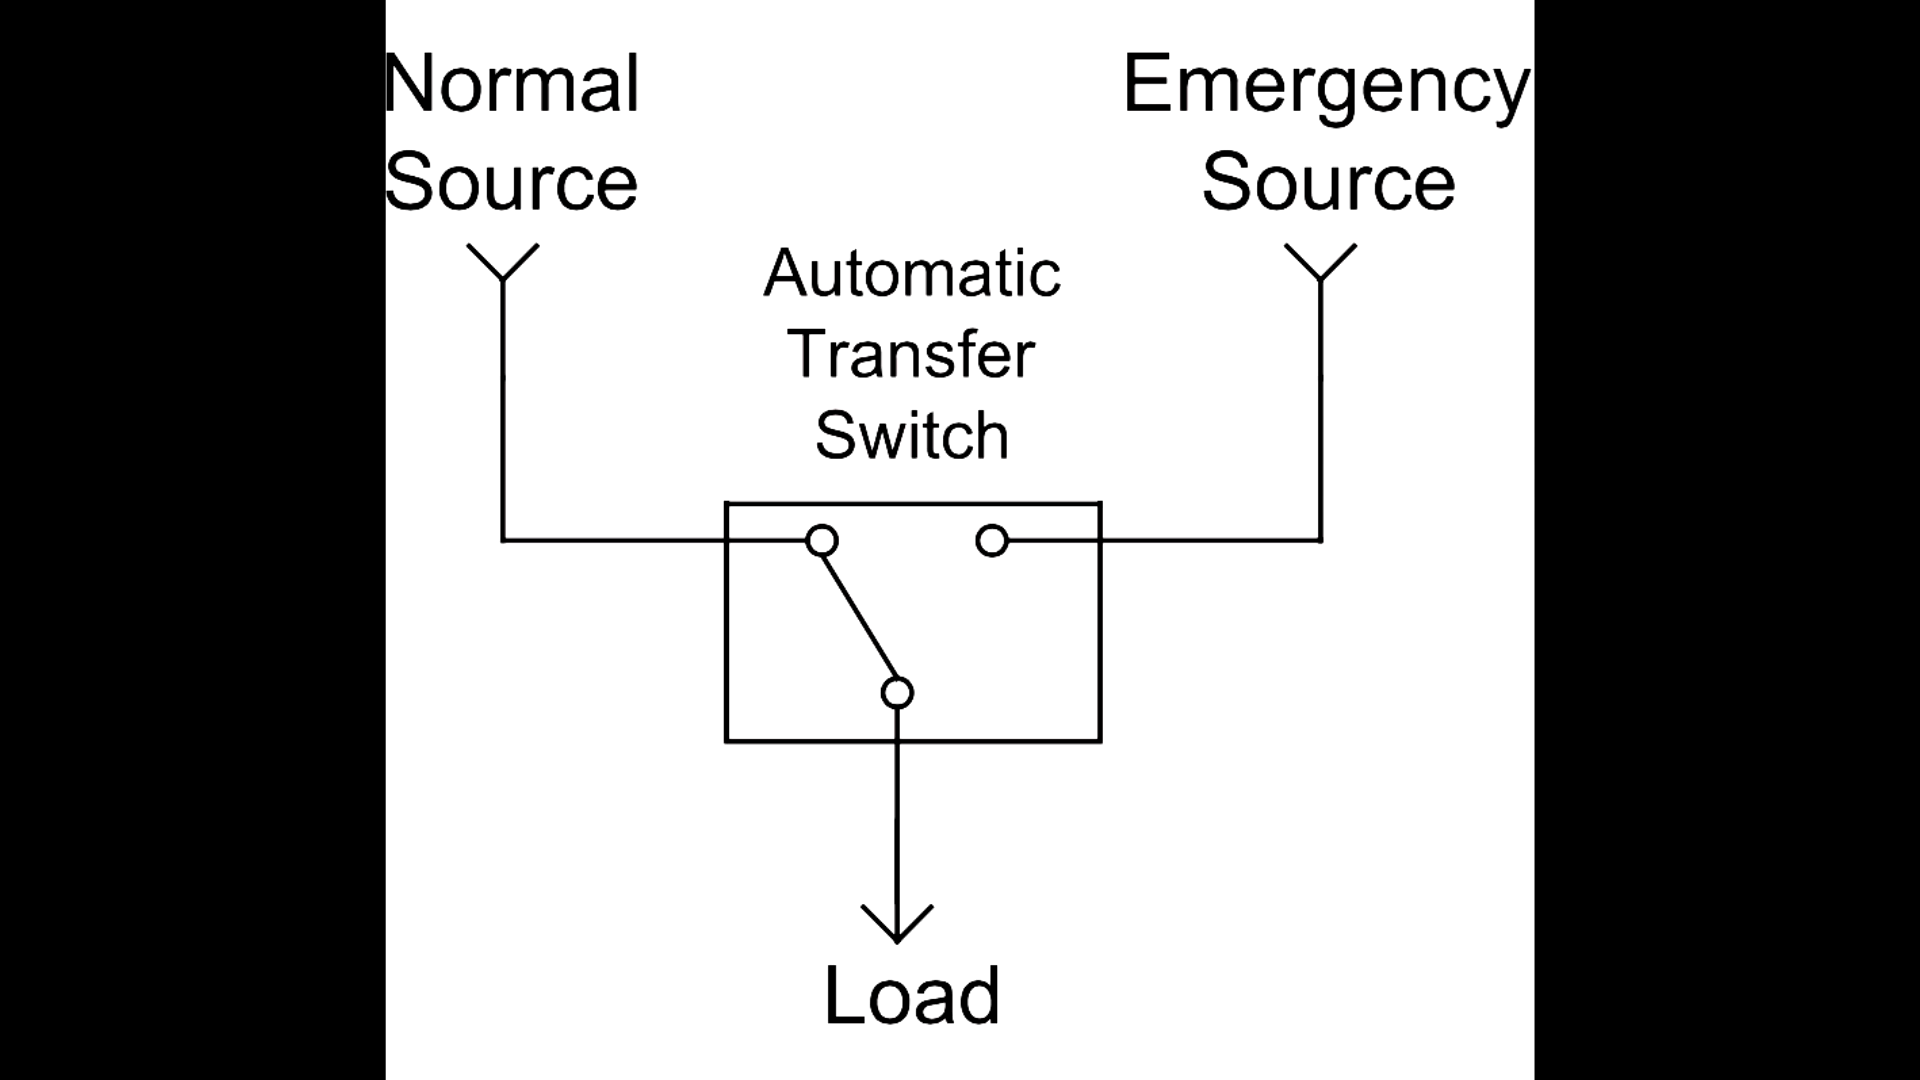 Normal
Source
Emergency
Source
Automatic
Transfer
Switch
Load